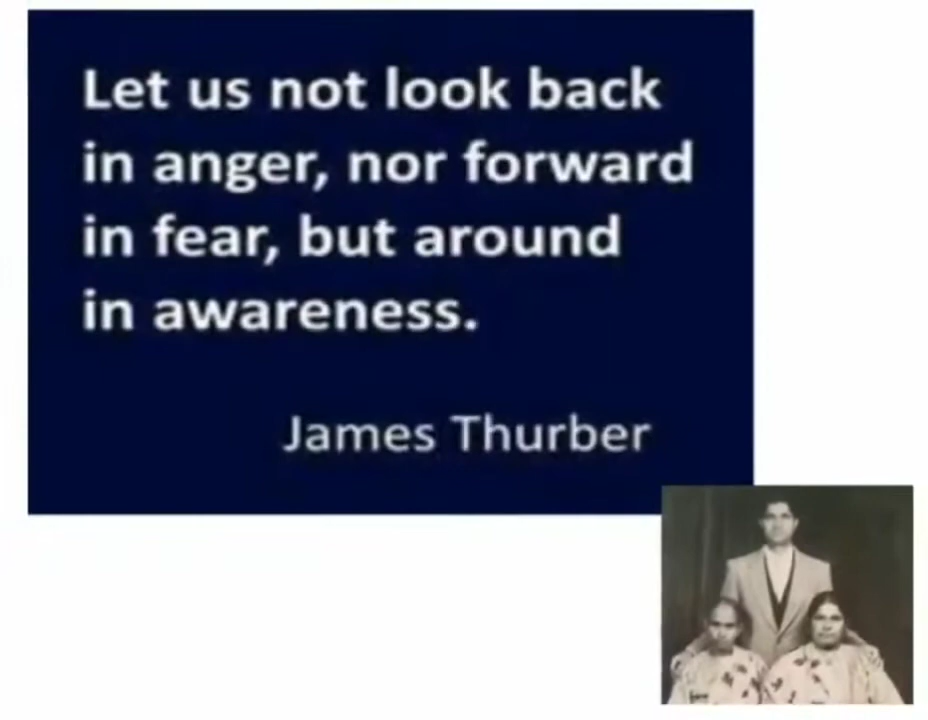 Let us not look back
in anger, nor forward
in fear, but around
in awareness.
James Thurber